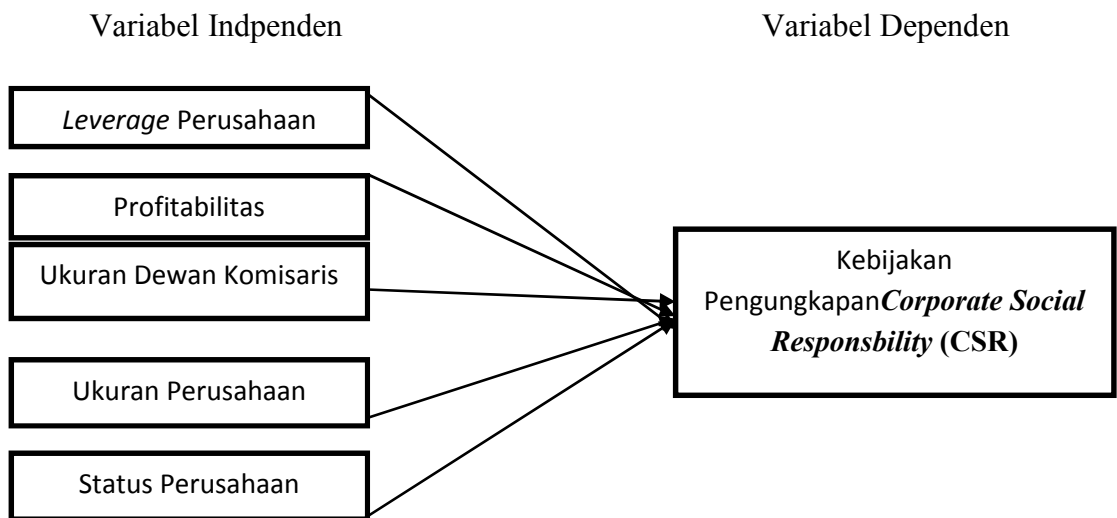 Variabel Indpenden
Variabel Dependen
Leverage Perusahaan
Profitabilitas
Ukuran Dewan Komisaris
Ukuran Perusahaan
Status Perusahaan
Kebijakan
PengungkapanCorporate Social
Responsbility (CSR)